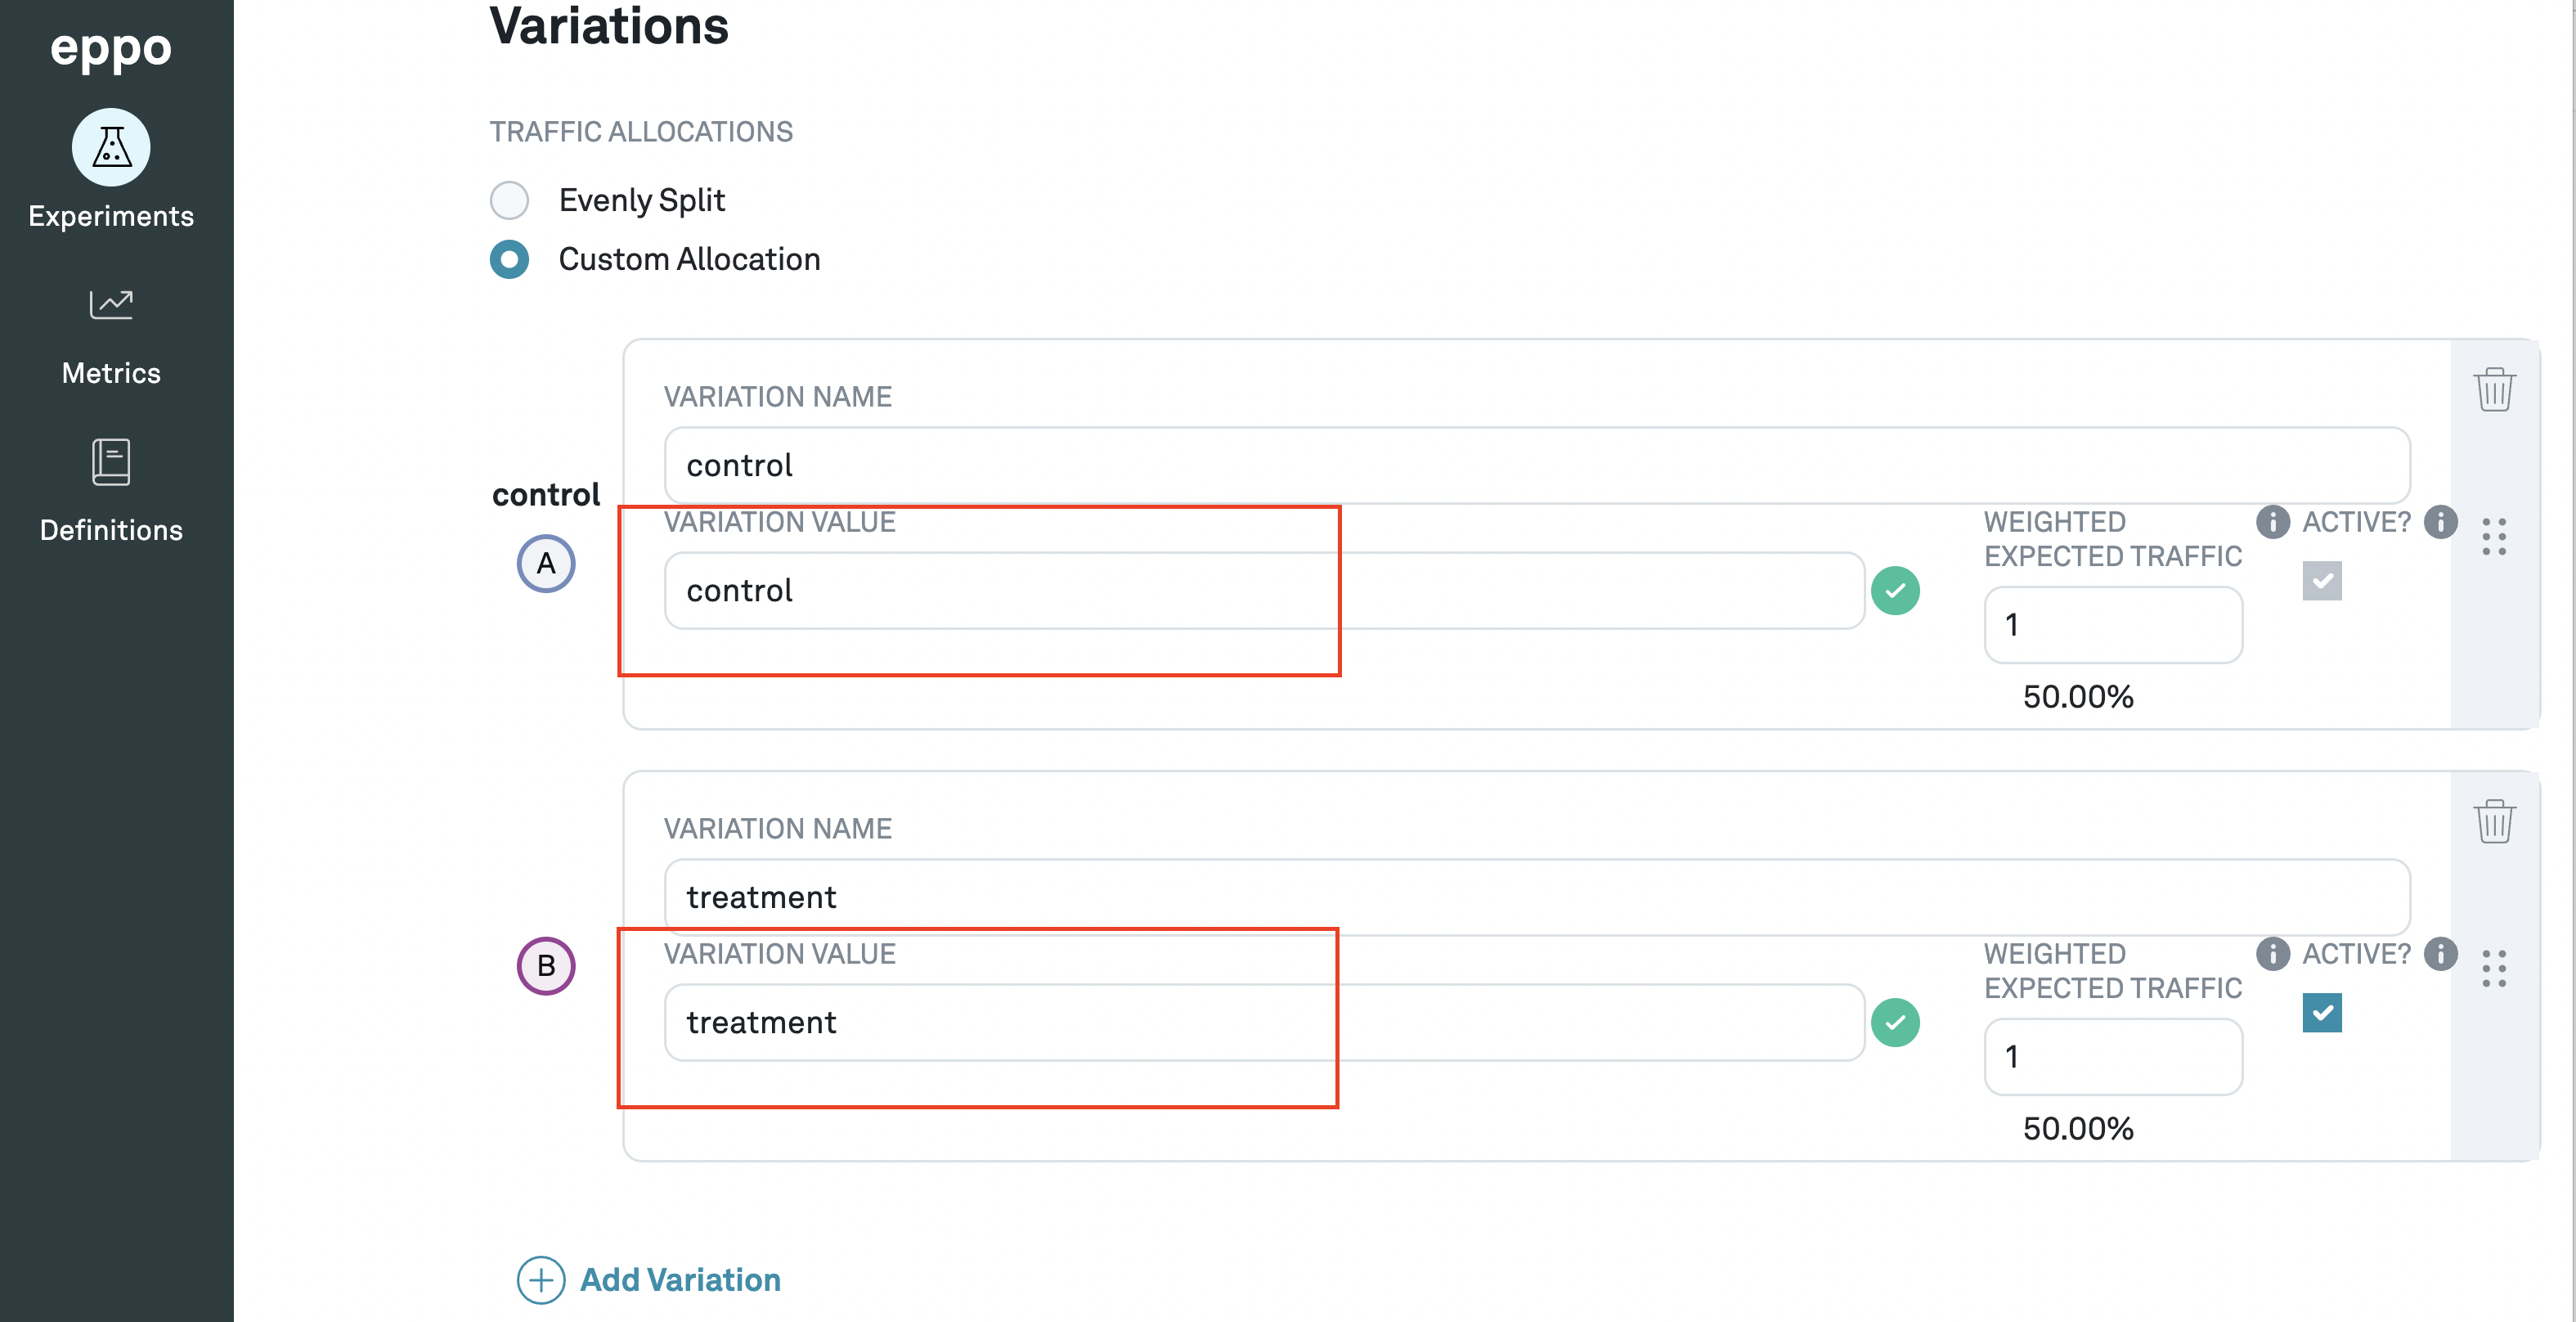 eppo
Experiments
Metrics
Definitions
Variations
TRAFFIC ALLOCATIONS
Evenly Split
Custom Allocation
control
A
VARIATION NAME
control
VARIATION VALUE
control
WEIGHTED
EXPECTED TRAFFIC
1
50.00%
ACTIVE?
B
VARIATION NAME
treatment
VARIATION VALUE
treatment
WEIGHTED
EXPECTED TRAFFIC
1
50.00%
ACTIVE?
Add Variation